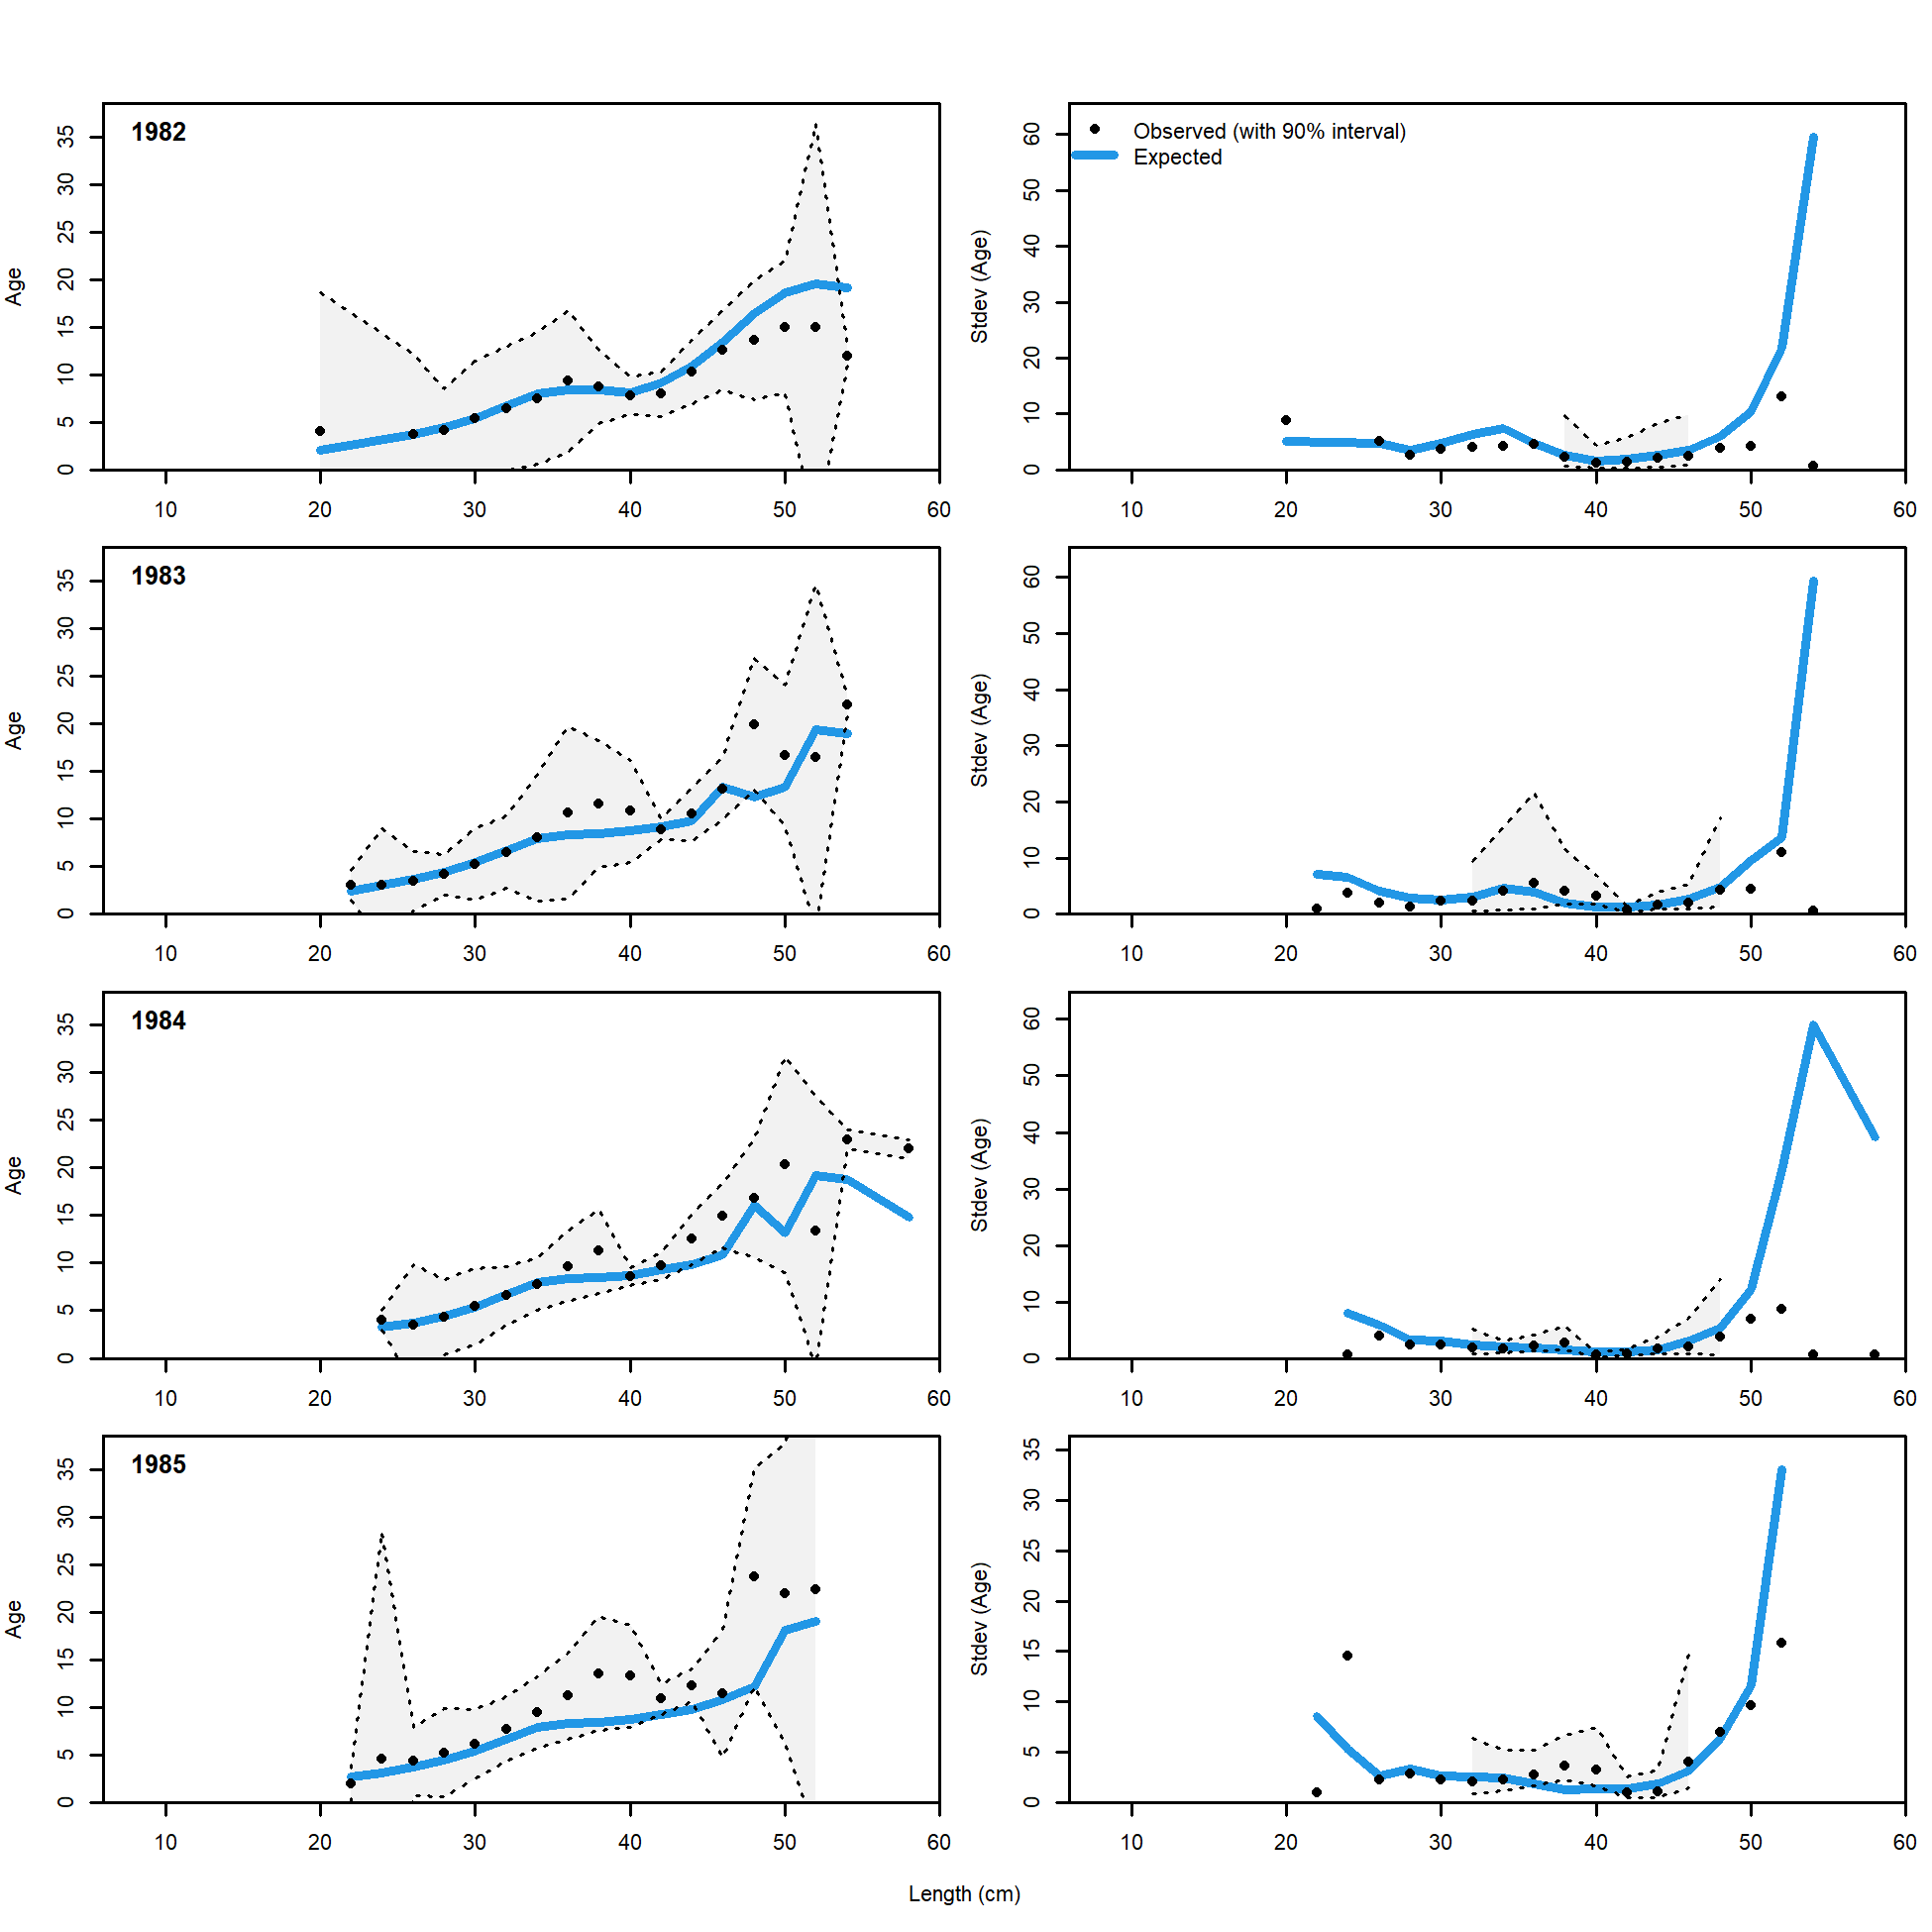 1982
Age
0 5 10 15 20 25 30 35
10 20 30 40 50 60
Observed (with 90% interval)
Expected
Stdev (Age)
0 10 20 30 40 50 60
10 20 30 40 50 60
1983
Age
0 5 10 15 20 25 30 35
10 20 30 40 50 60
Stdev (Age)
0 10 20 30 40 50 60
10 20 30 40 50 60
1984
Age
0 5 10 15 20 25 30 35
10 20 30 40 50 60
Stdev (Age)
0 10 20 30 40 50 60
10 20 30 40 50 60
1985
Age
0 5 10 15 20 25 30 35
10 20 30 40 50 60
Stdev (Age)
0 5 10 15 20 25 30 35
10 20 30 40 50 60
Length (cm)